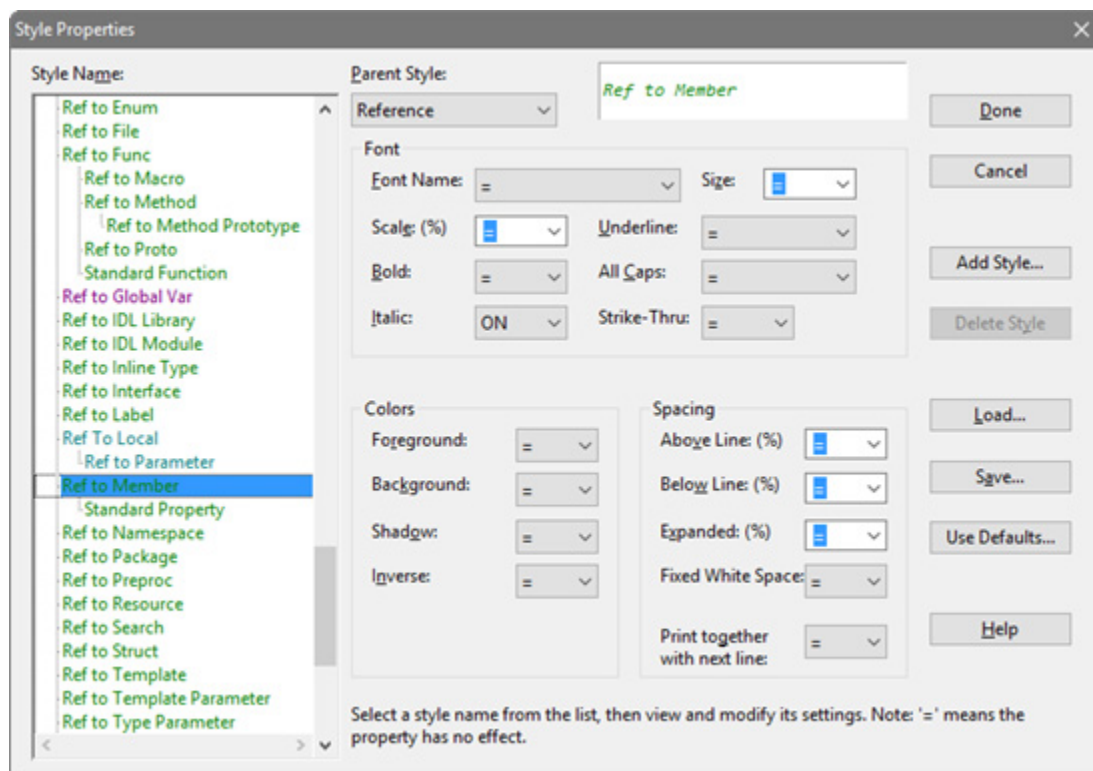 Style Properties
Style Name:
Ref to Enum
Ref to File
Ref to Func
Ref to Macro
Ref to Method
Ref to Method Prototype
Ref to Proto
Standard Function
Ref to Global Var
Ref to IDL Library
Ref to IDL Module
Ref to Inline Type
Ref to Interface
Ref to Label
Ref To Local
Ref to Parameter
Ref to Member
Standard Property
Ref to Namespace
Ref to Package
Ref to Preproc
Ref to Resource
Ref to Search
Ref to Struct
Ref to Template
Ref to Template Parameter
Ref to Type Parameter
Parent Style:
Reference
Ref to Member
Font
Font Name: = Size: =
Scale: (%) = Underline: =
Bold: = All Caps: =
Italic: ON Strike-Thru: =
Colors
Foreground: =
Background: =
Shadow: =
Inverse: =
Spacing
Above Line: (%) =
Below Line: (%) =
Expanded: (%) =
Fixed White Space: =
Print together
with next line: =
Select a style name from the list, then view and modify its settings. Note: '=' means the
property has no effect.
Done
Cancel
Add Style...
Delete Style
Load...
Save...
Use Defaults...
Help